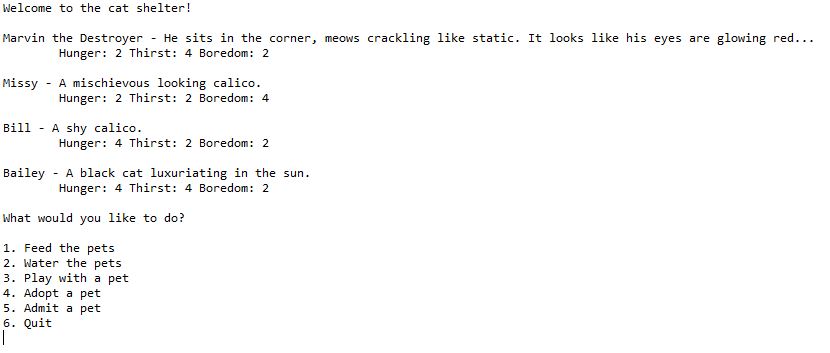 Welcome to the cat shelter!
Marvin the Destroyer - He sits in the corner, meows crackling like static. It looks like his eyes are glowing red...
Hunger: 2 Thirst: 4 Boredom: 2
Missy - A mischievous looking calico.
Hunger: 2 Thirst: 2 Boredom: 4
Bill - A shy calico.
Hunger: 4 Thirst: 2 Boredom: 2
Bailey - A black cat luxuriating in the sun.
Hunger: 4 Thirst: 4 Boredom: 2
What would you like to do?
1. Feed the pets
2. Water the pets
3. Play with a pet
4. Adopt a pet
5. Admit a pet
6. Quit